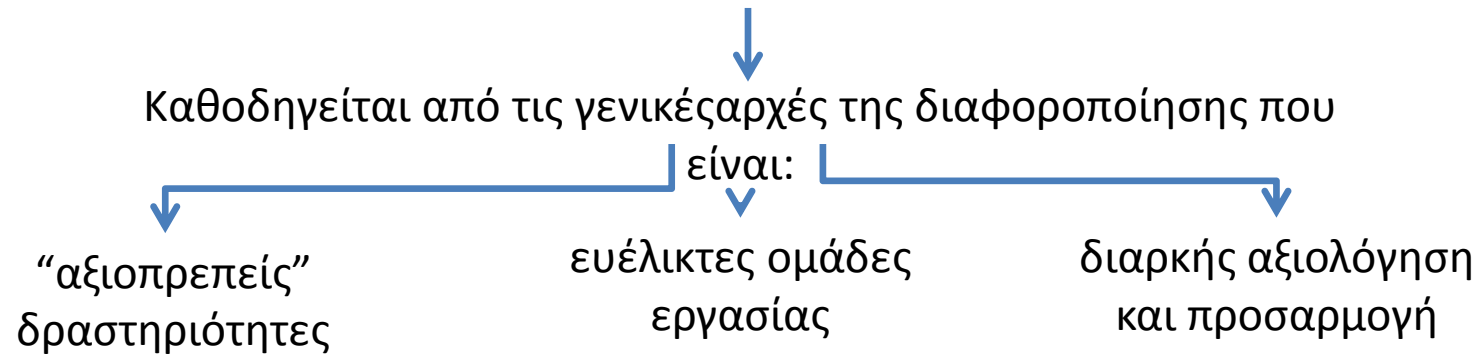 Καθοδηγείται από τις γενικέςαρχές της διαφοροποίησης που
είναι:
“αξιοπρεπείς”
δραστηριότητες
ευέλικτες ομάδες
εργασίας
διαρκής αξιολόγηση
και προσαρμογή